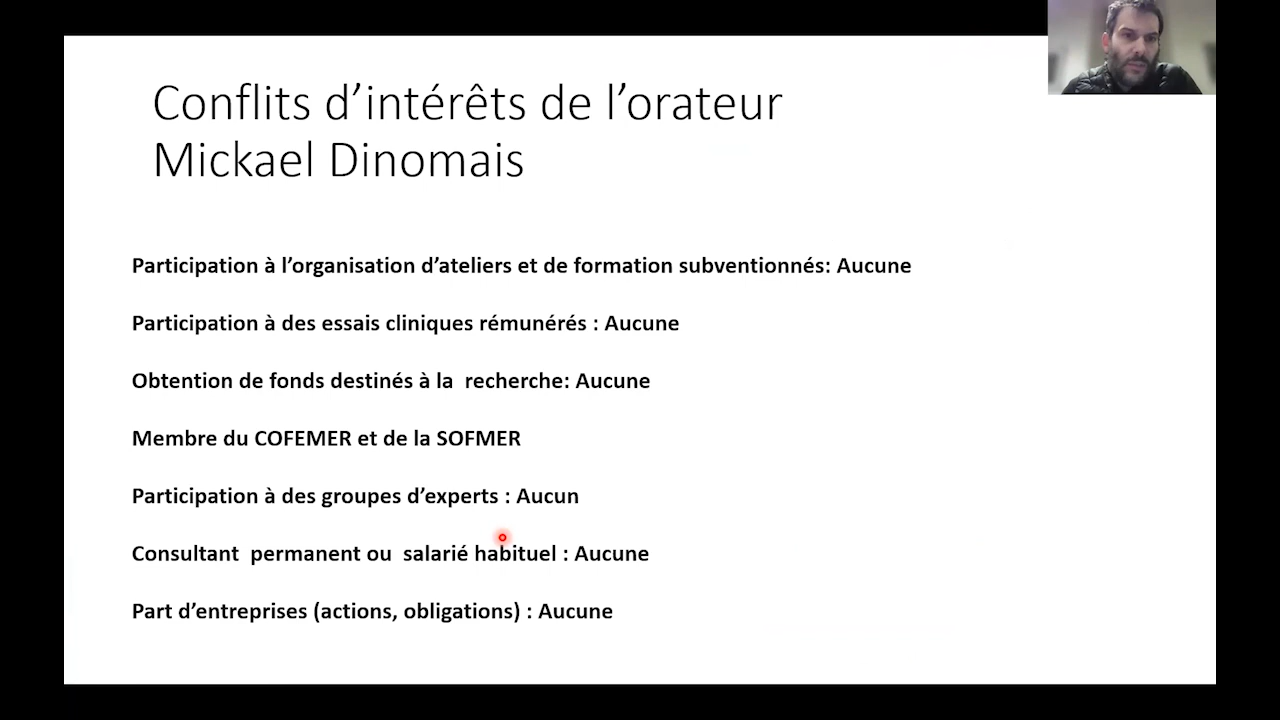 Conflits d’intérêts de l’orateur
Mickael Dinomais
Participation à l’organisation d’ateliers et de formation subventionnés: Aucune
Participation à des essais cliniques rémunérés : Aucune
Obtention de fonds destinés à la  recherche: Aucune
Membre du COFEMER et de la SOFMER
Participation à des groupes d’experts : Aucun
Consultant  permanent ou  salarié habituel : Aucune
Part d’entreprises (actions, obligations) : Aucune